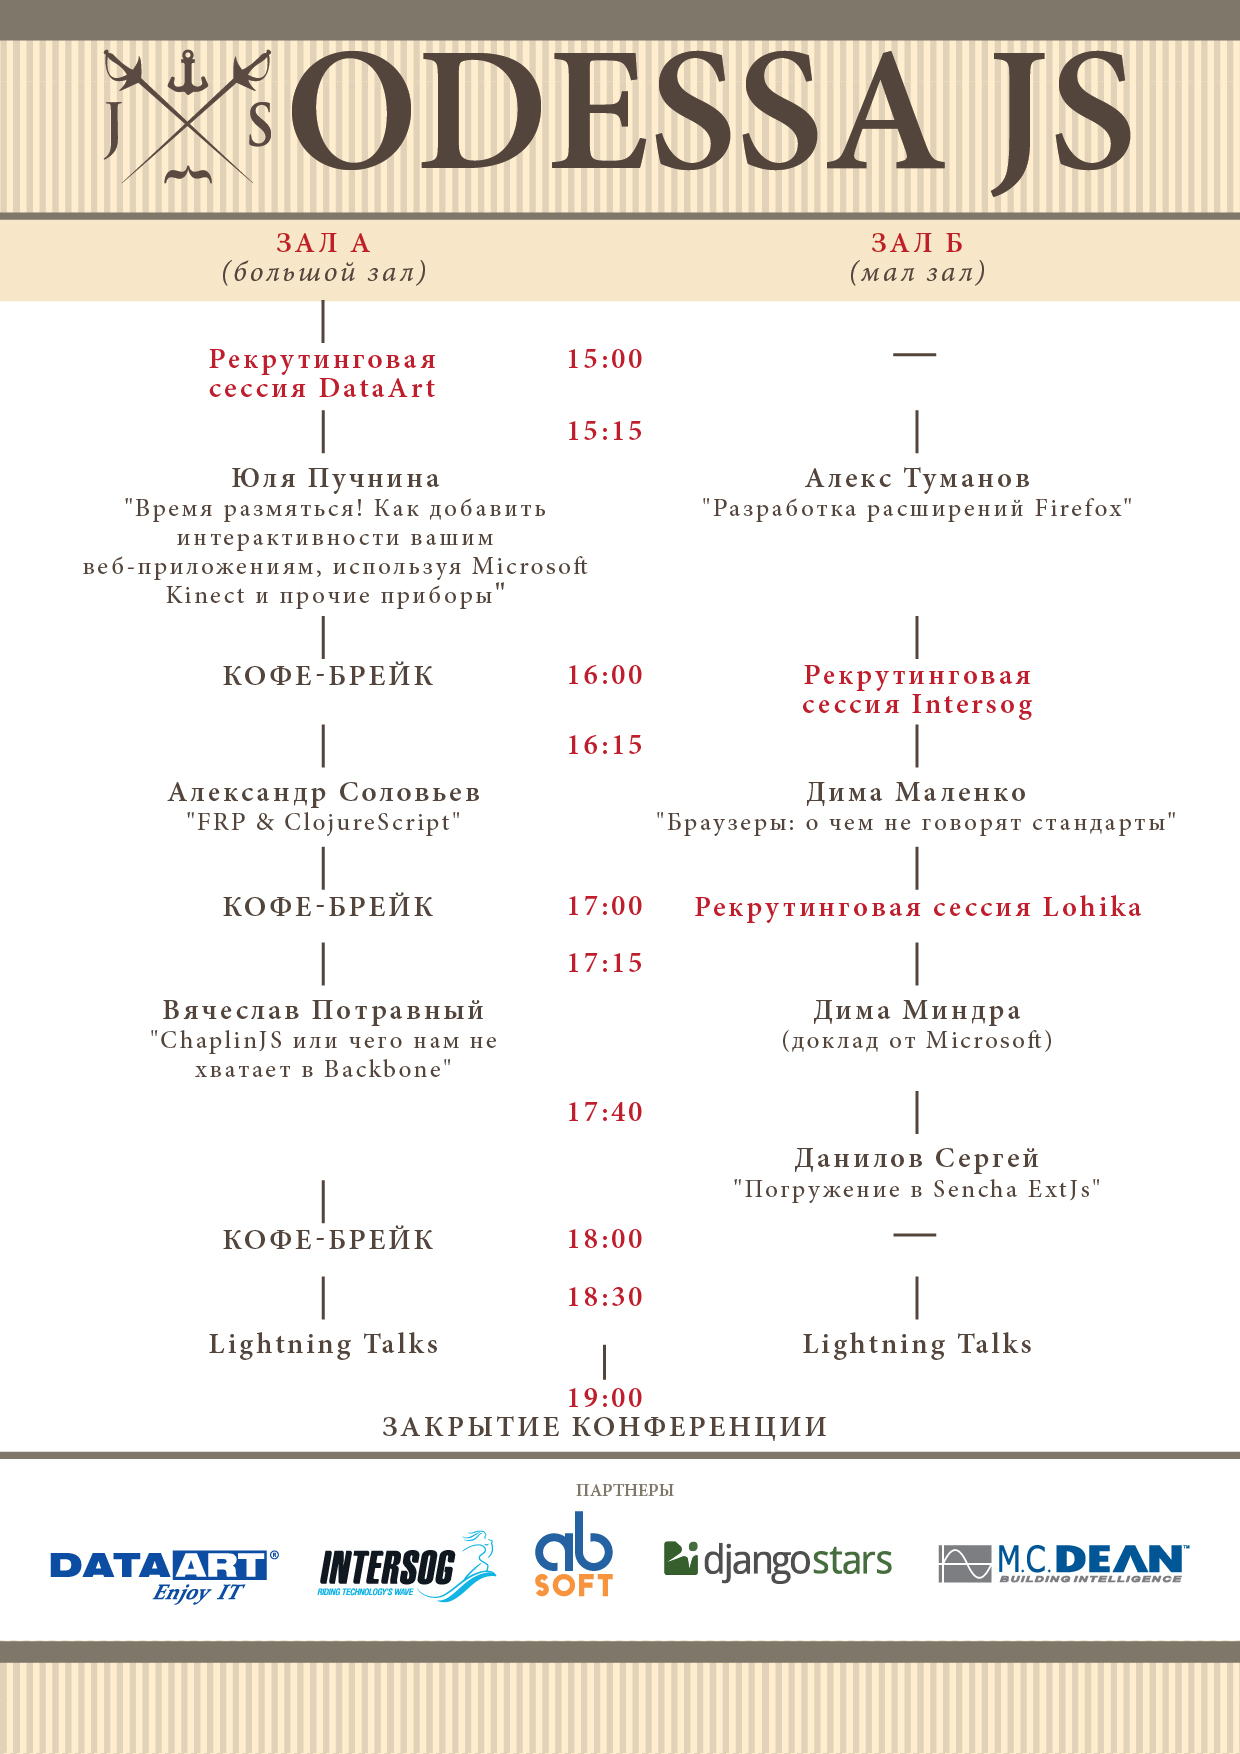 J S
ODESSA JS
ЗАЛ А
(большой зал)
ЗАЛ Б
(мал зал)
Рекрутинговая
сессия DataArt
15:00
—
15:15
Юля Пучнина
"Время размяться! Как добавить
интерактивности вашим
веб-приложениям, используя Microsoft
Kinect и прочие приборы"
Алекс Туманов
"Разработка расширений Firefox"
КОФЕ-БРЕЙК
16:00
Рекрутинговая
сессия Intersog
16:15
Александр Соловьев
"FRP & ClojureScript"
Дима Маленко
"Браузеры: о чем не говорят стандарты"
КОФЕ-БРЕЙК
17:00
Рекрутинговая сессия Lohika
17:15
Вячеслав Потравный
"ChaplinJS или чего нам не
хватает в Backbone"
Дима Миндра
(доклад от Microsoft)
17:40
Данилов Сергей
"Погружение в Sencha ExtJs"
КОФЕ-БРЕЙК
18:00
—
18:30
Lightning Talks
Lightning Talks
19:00
ЗАКРЫТИЕ КОНФЕРЕНЦИИ
ПАРТНЕРЫ
DATAART®
Enjoy IT
INTERSOG
RIDING TECHNOLOGY'S WAVE
ab
SOFT
djangostars
M.C.DEAN™
BUILDING INTELLIGENCE